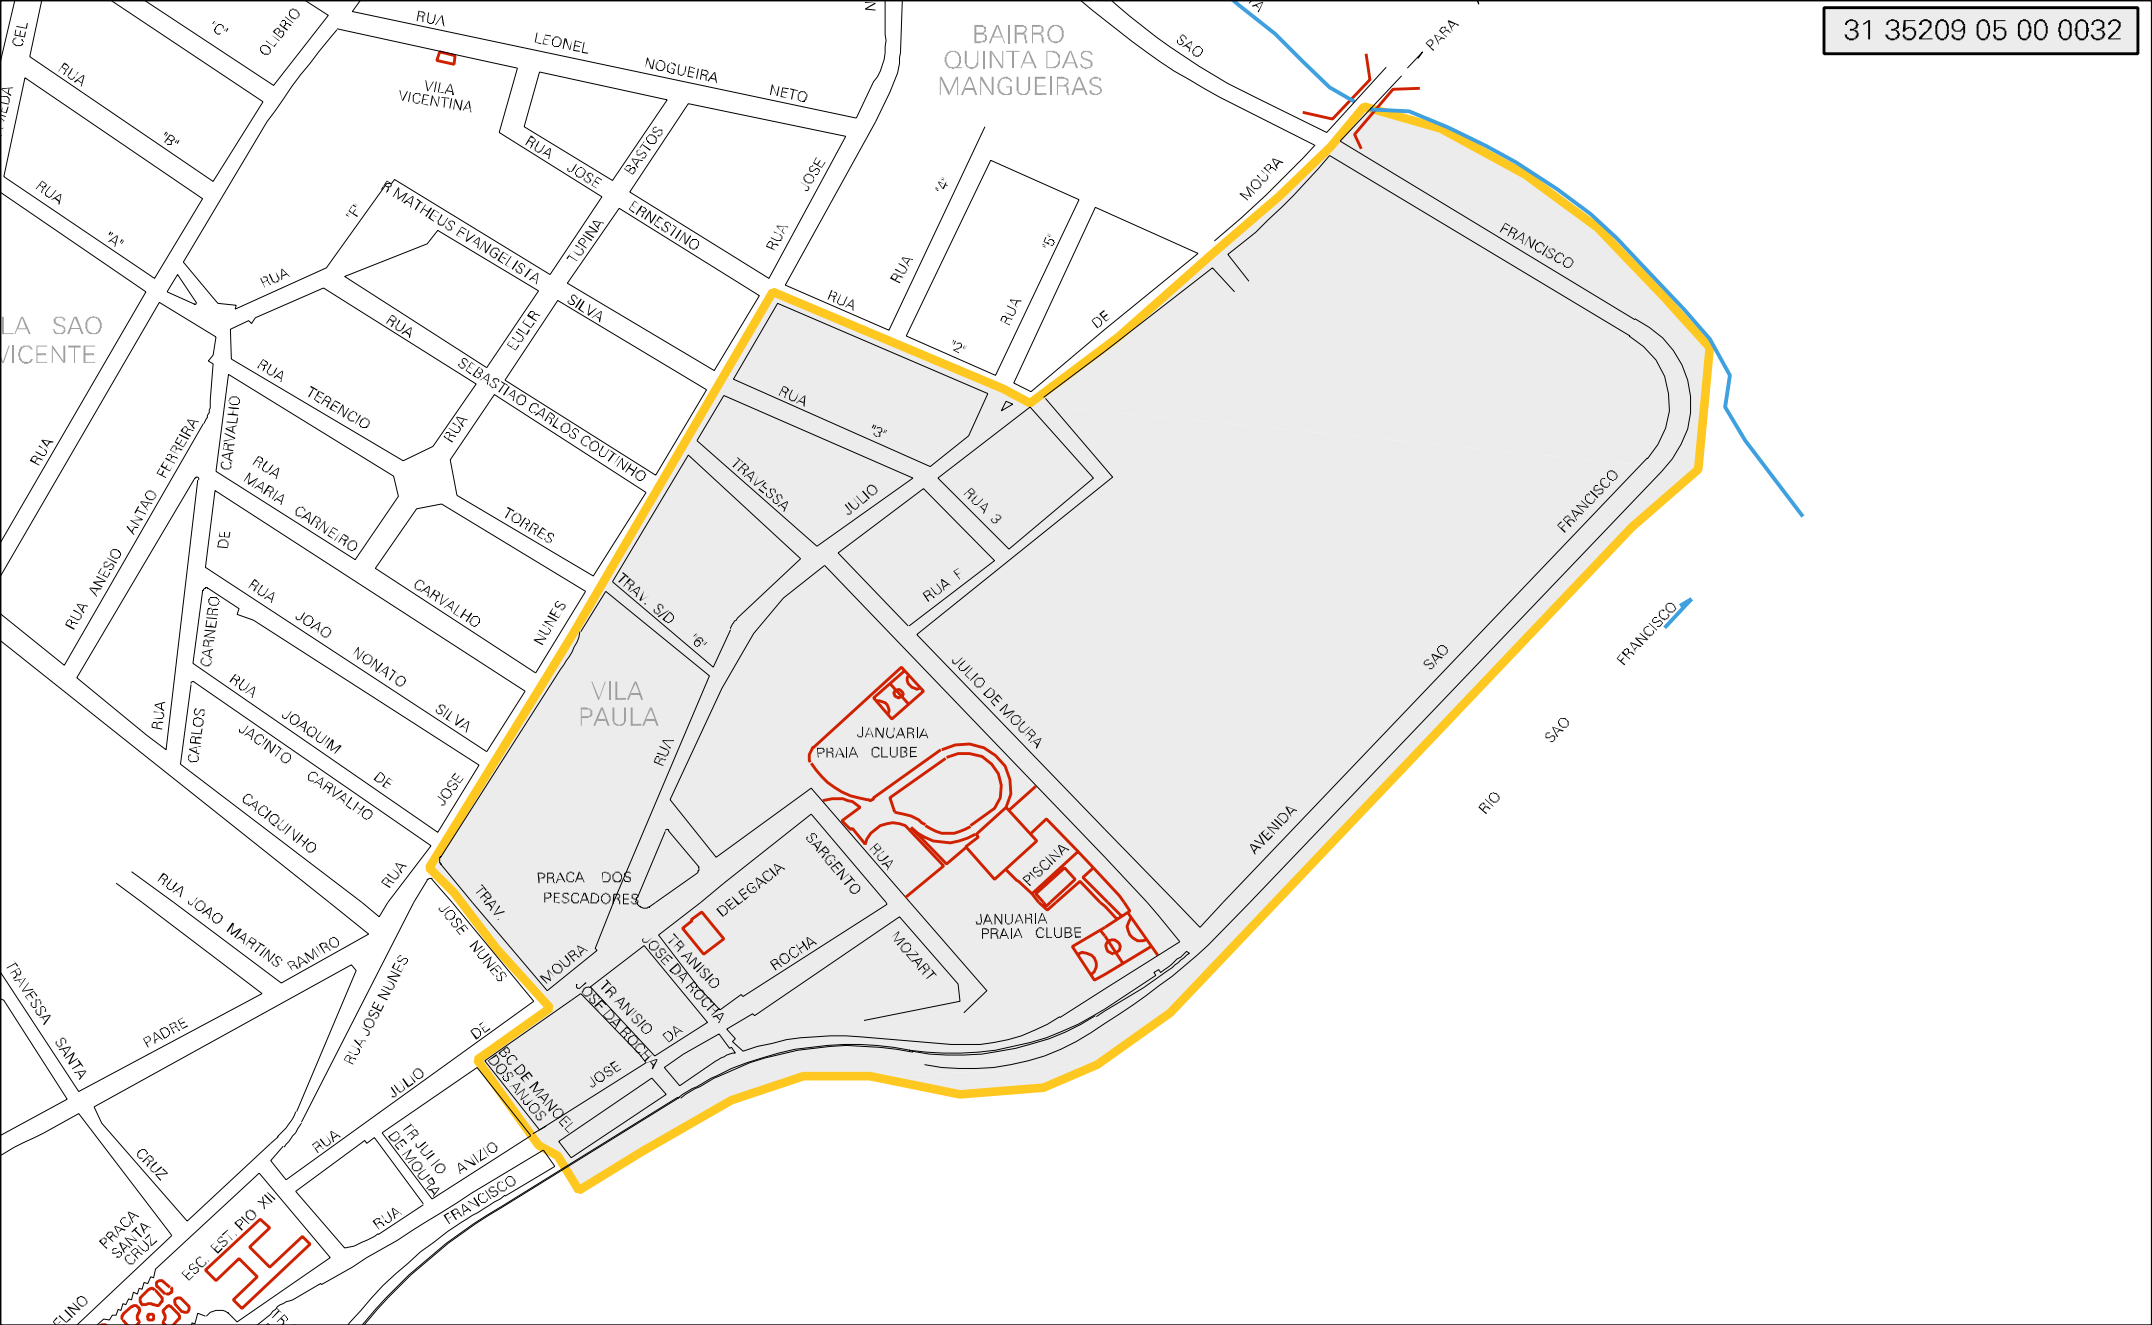 31 35209 05 00 0032
BAIRRO
QUINTA DAS
MANGUEIRAS
CEL
"C"
OLIBRIO
RUA
LEONEL
NOGUEIRA
NETO
SAO
PARA
RUA
"B"
VILA
VICENTINA
RUA
JOSE
BASTOS
JOSE
RUA
"4"
RUA
"5"
RUA
MOURA
DE
RUA
"A"
"F"
R MATHEUS EVANGELISTA
TUPINA
ERNESTINO
RUA
SILVA
EULER
RUA
"2"
FRANCISCO
SAO
VICENTE
RUA
SEBASTIAO CARLOS COUTINHO
RUA
TERENCIO
RUA
CARVALHO
RUA
"3"
TRAVESSA
JULIO
RUA 3
RUA F
RUA
RUA ANESIO ANTAO FERREIRA
RUA
MARIA CARNEIRO
TORRES
CARVALHO
NUNES
TRAV. S/D
"6"
DE
RUA JOAO NONATO
SILVA
CARNEIRO
RUA
JOAQUIM
DE
RUA
CARLOS
JACINTO CARVALHO
JOSE
CACIQUINHO
RUA
VILA
PAULA
RUA
JULIO DE MOURA
JANUARIA
PRAIA CLUBE
FRANCISCO
SAO
AVENIDA
RIO
SAO
FRANCISCO
PRACA DOS
PESCADORES
DELEGACIA
SARGENTO
RUA
PISCINA
JANUARIA
PRAIA CLUBE
MOZART
ROCHA
TRAV.
JOSE NUNES
MOURA
TR ANISIO
JOSE DA ROCHA
TR ANISIO
JOSE DA ROCHA
DA
JOSE
BC. DE MANOEL
DOS ANJOS
RUA JOAO MARTINS
RAMIRO
PADRE
RUA JOSE NUNES
DE
JULIO
RUA
TRAVESSA
SANTA
CRUZ
TR JULIO
DE MOURA
ANIZIO
RUA
FRANCISCO
PRACA
SANTA
CRUZ
ESC. EST. PIO XII
TR